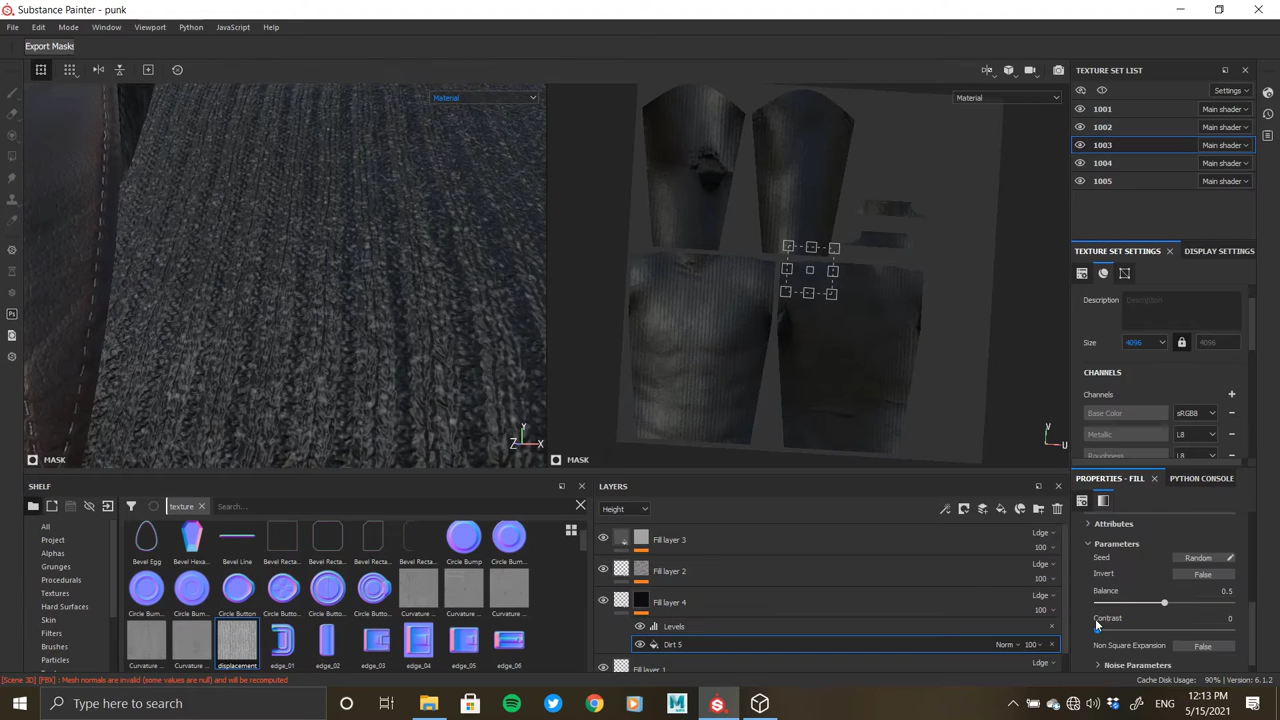 Substance Painter - punk
File Edit Mode Window Viewport Python JavaScript Help
Export Masks
Material
Material
MASK
MASK
Y
Z X
V
U
TEXTURE SET LIST
Settings
1001 Main shader
1002 Main shader
1003 Main shader
1004 Main shader
1005 Main shader
TEXTURE SET SETTINGS
DISPLAY SETTINGS
Description Description
Size 4096 4096
CHANNELS
Channels
Base Color sRGB8
Metallic L8
Roughness L8
PROPERTIES - FILL
PYTHON CONSOLE
Attributes
Parameters
Seed Random
Invert False
Balance 0.5
Contrast 0
Non Square Expansion False
Noise Parameters
SHELF
texture
Search...
All
Project
Alphas
Grunges
Procedurals
Textures
Hard Surfaces
Skin
Filters
Brushes
Particles
Bevel Egg Bevel Hexa... Bevel Line Bevel Recta... Bevel Recta... Bevel Recta... Bevel Recta... Circle Bump Circle Bum...
Circle Bum... Circle Bum... Circle Button Circle Butto... Circle Butto... Circle Butto... Curvature ... Curvature ... Curvature ...
Curvature ... Curvature ... displacement edge_01 edge_02 edge_03 edge_04 edge_05 edge_06
LAYERS
Height
Fill layer 3 Ldge 100
Fill layer 2 Ldge 100
Fill layer 4 Ldge 100
Levels
Dirt 5 Norm 100
Fill layer 1 Ldge
[Scene 3D] [FBX] : Mesh normals are invalid (some values are null) and will be recomputed
Cache Disk Usage: 90% | Version: 6.1.2
Type here to search
12:13 PM
5/15/2021